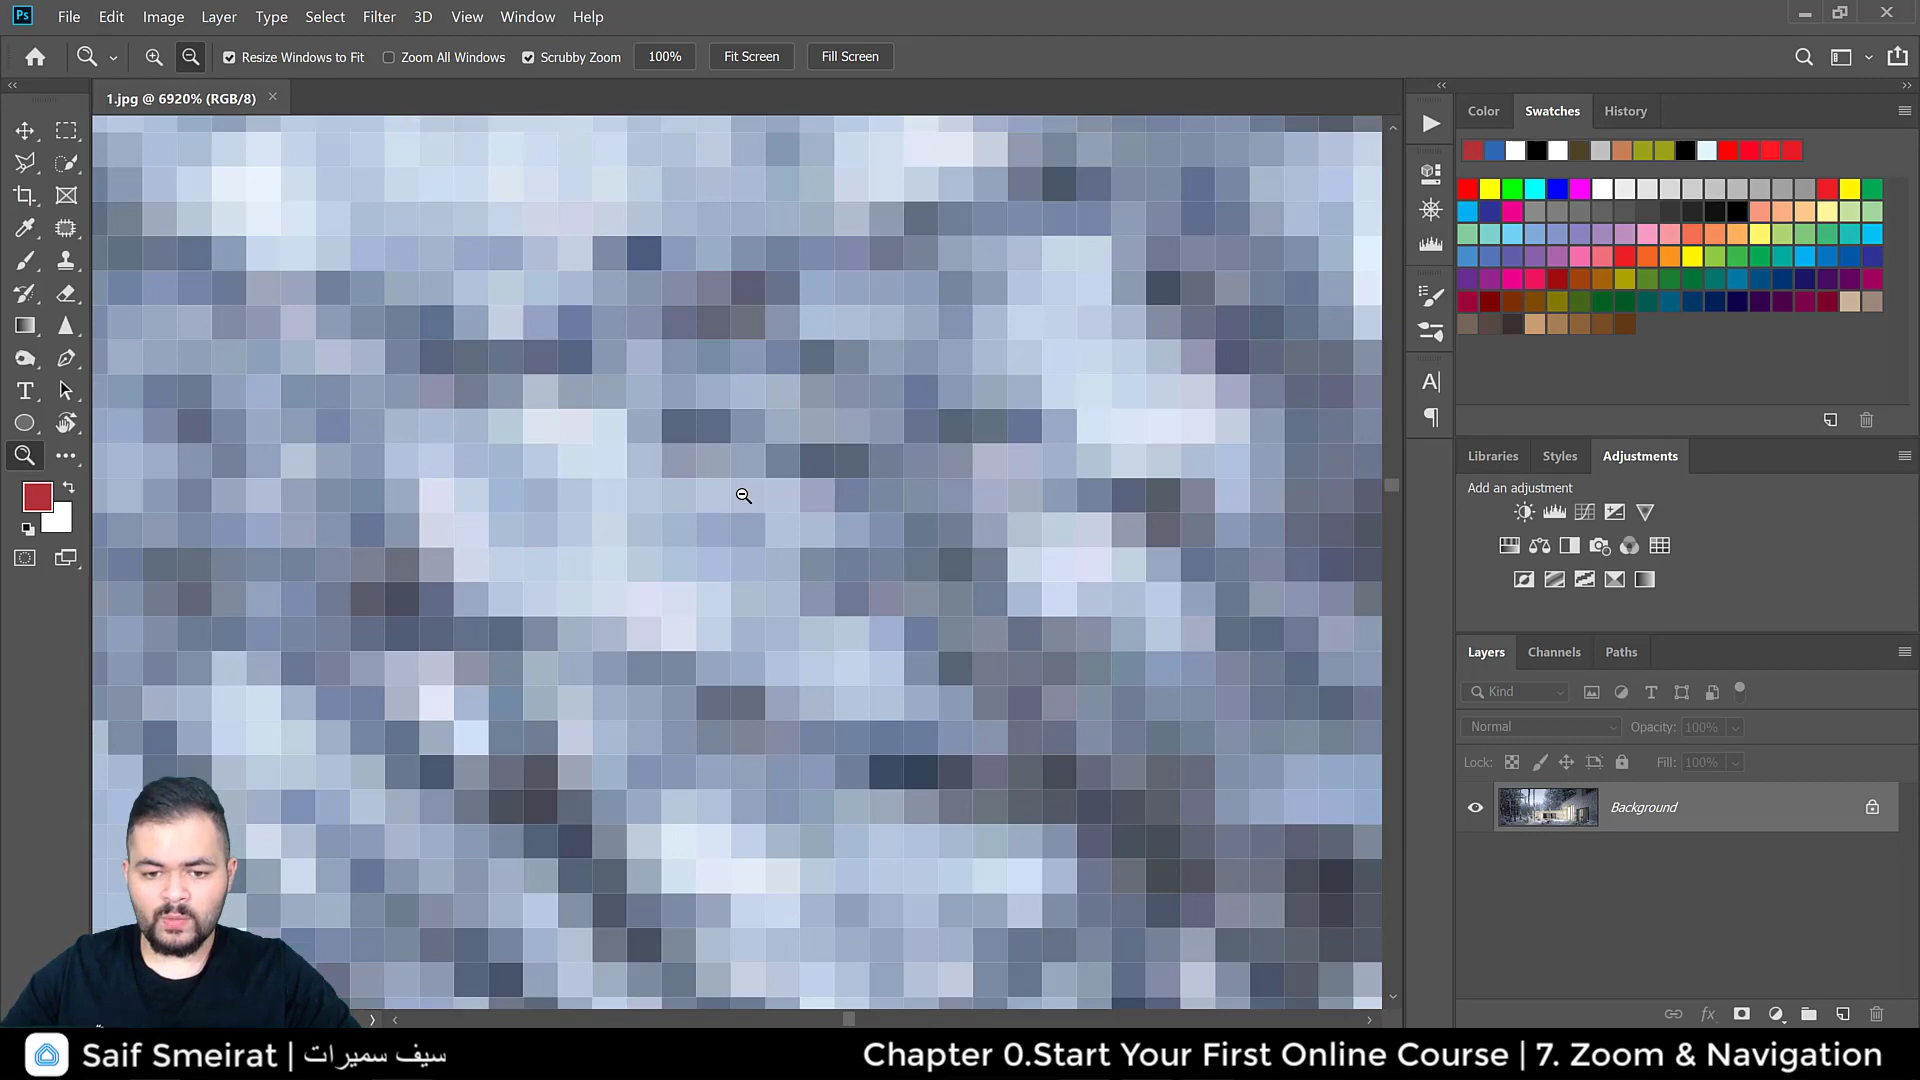 Ps File Edit Image Layer Type Select Filter 3D View Window Help
Resize Windows to Fit Zoom All Windows Scrubby Zoom 100% Fit Screen Fill Screen
1.jpg @ 6920% (RGB/8)
Color Swatches History
Libraries Styles Adjustments
Add an adjustment
Layers Channels Paths
Kind
Normal Opacity: 100%
Lock: Fill: 100%
Background
Saif Smeirat | سيف سميرات
Chapter 0.Start Your First Online Course | 7. Zoom & Navigation